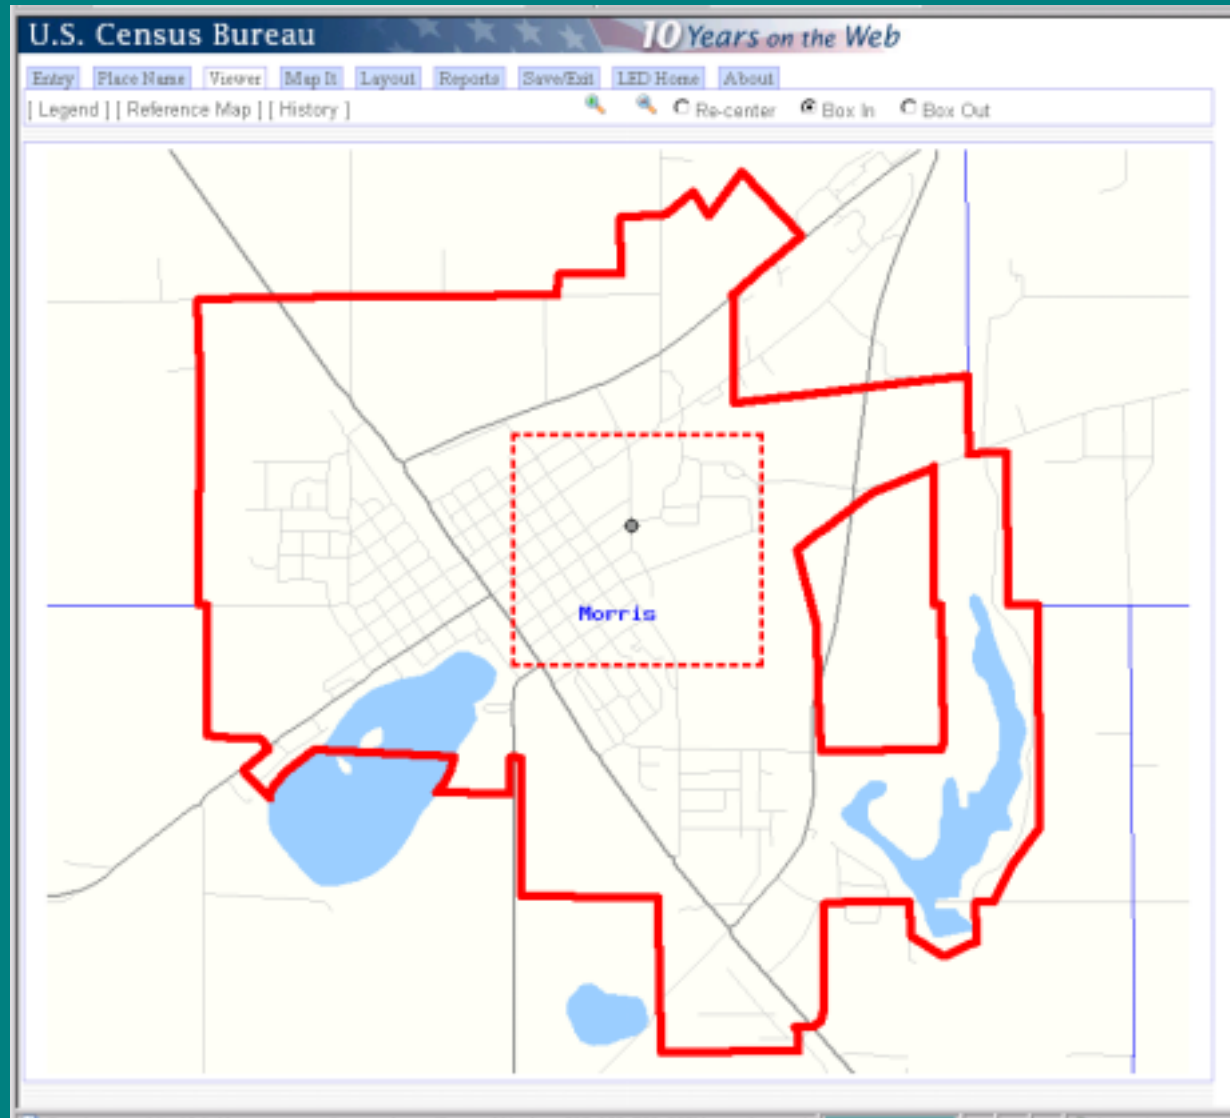 U.S. Census Bureau 10 Years on the Web
Entry Place Name Viewer Map It Layout Reports Save/Exit LED Home About
[ Legend ] [ Reference Map ] [ History ] Re-center Box In Box Out
Morris